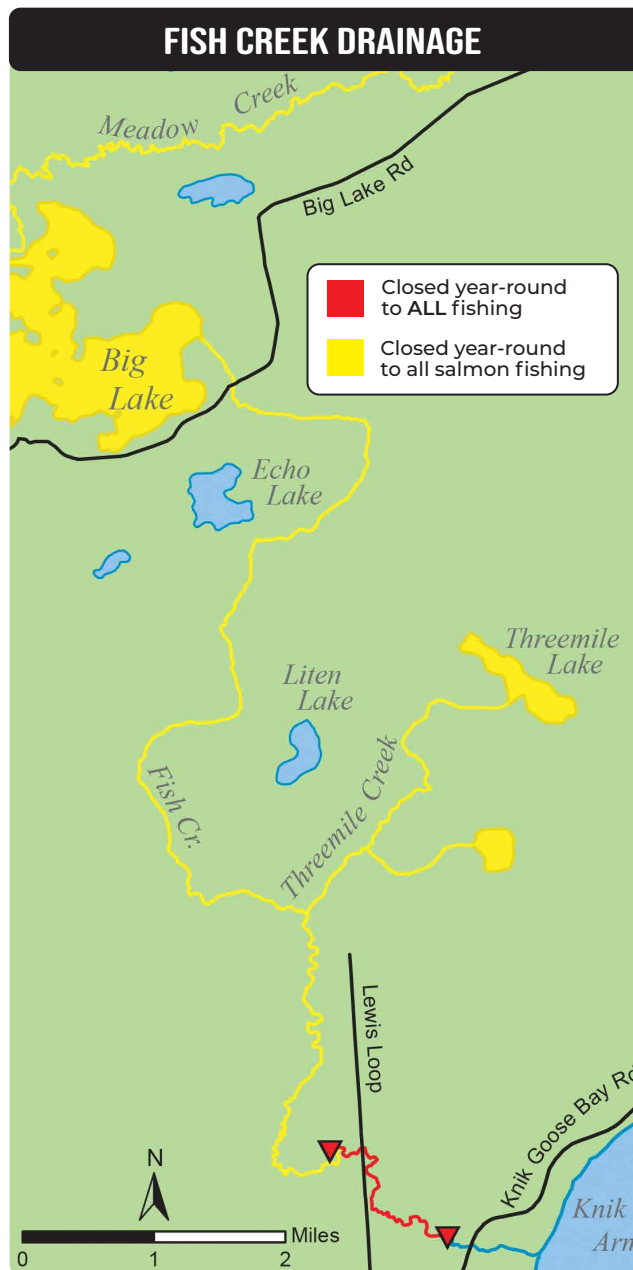 FISH CREEK DRAINAGE
Meadow Creek
Big Lake Rd
Closed year-round
to ALL fishing
Closed year-round
to all salmon fishing
Big
Lake
Echo
Lake
Threemile
Lake
Liten
Lake
Fish Cr.
Threemile Creek
Lewis Loop
Knik Goose Bay Rd
N
Knik
Arm
Miles
0 1 2